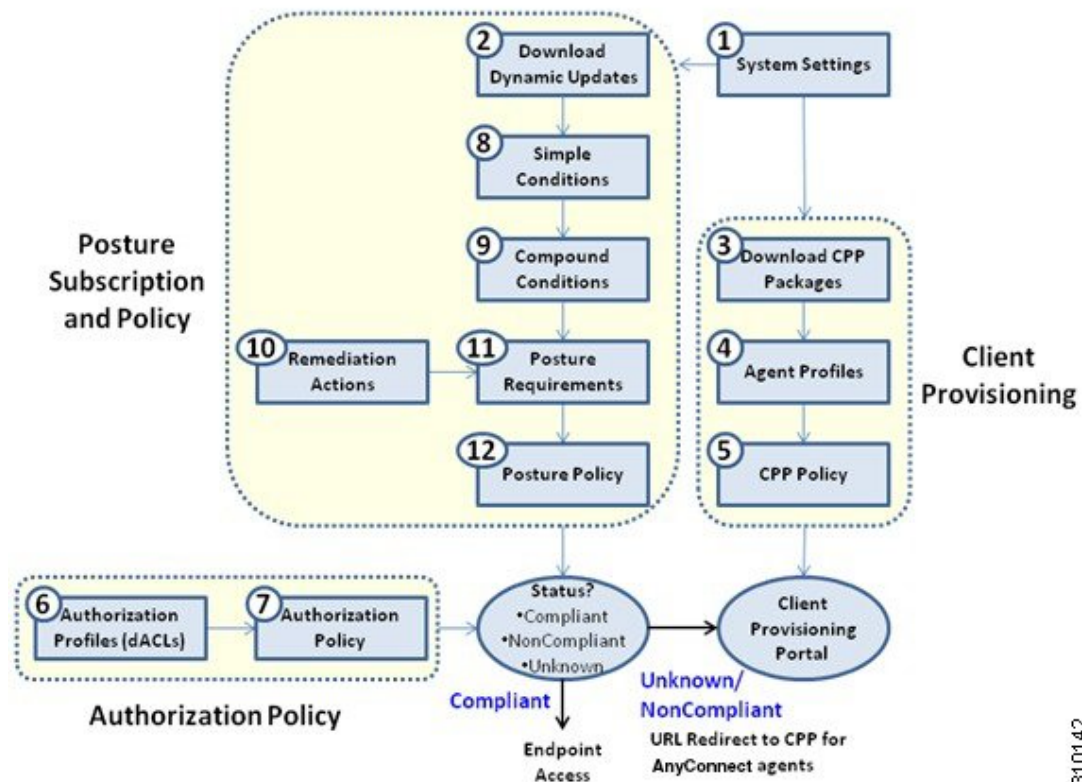 2
Download
Dynamic Updates
1
System Settings
8
Simple
Conditions
Posture
Subscription
and Policy
9
Compound
Conditions
3
Download CPP
Packages
10
Remediation
Actions
11
Posture
Requirements
4
Agent Profiles
Client
Provisioning
12
Posture Policy
5
CPP Policy
6
Authorization
Profiles (dACLs)
7
Authorization
Policy
Status?
•Compliant
•NonCompliant
•Unknown
Client
Provisioning
Portal
Authorization Policy
Compliant
Unknown/
NonCompliant
URL Redirect to CPP for
AnyConnect agents
Endpoint
Access
310142